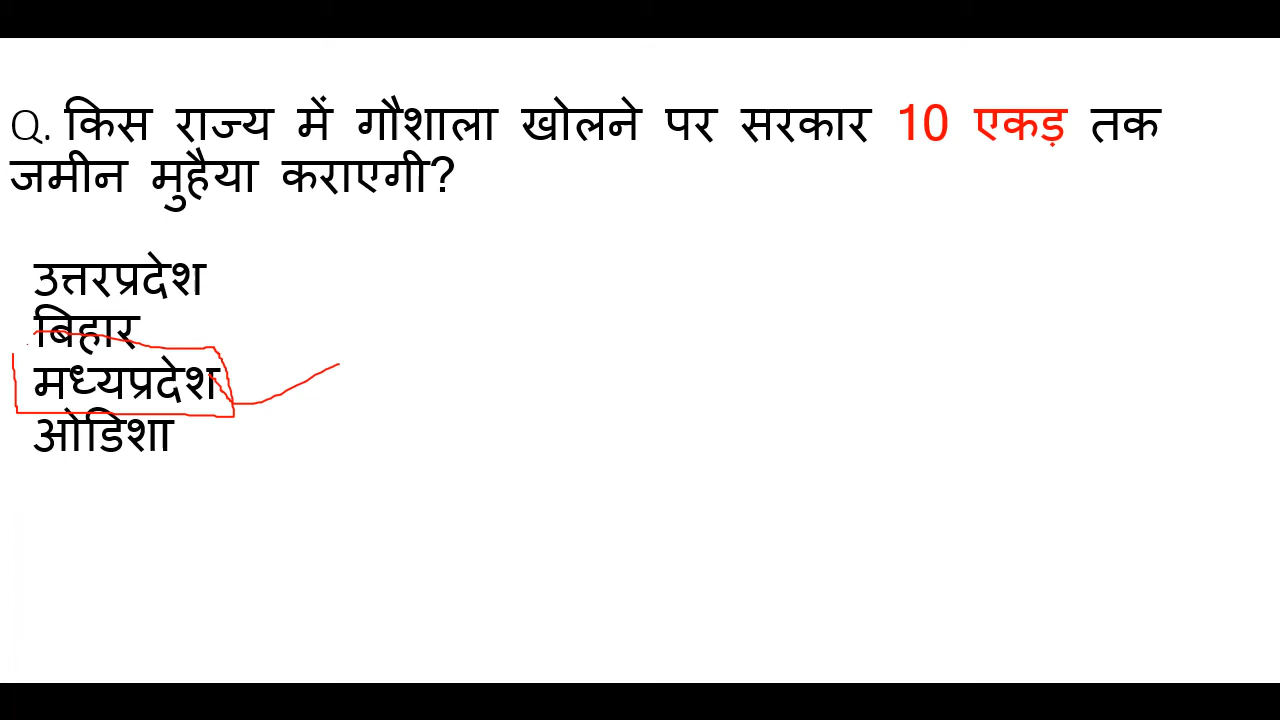 Q. किस राज्य में गौशाला खोलने पर सरकार 10 एकड़ तक
जमीन मुहैया कराएगी?
उत्तरप्रदेश
बिहार
मध्यप्रदेश
ओडिशा